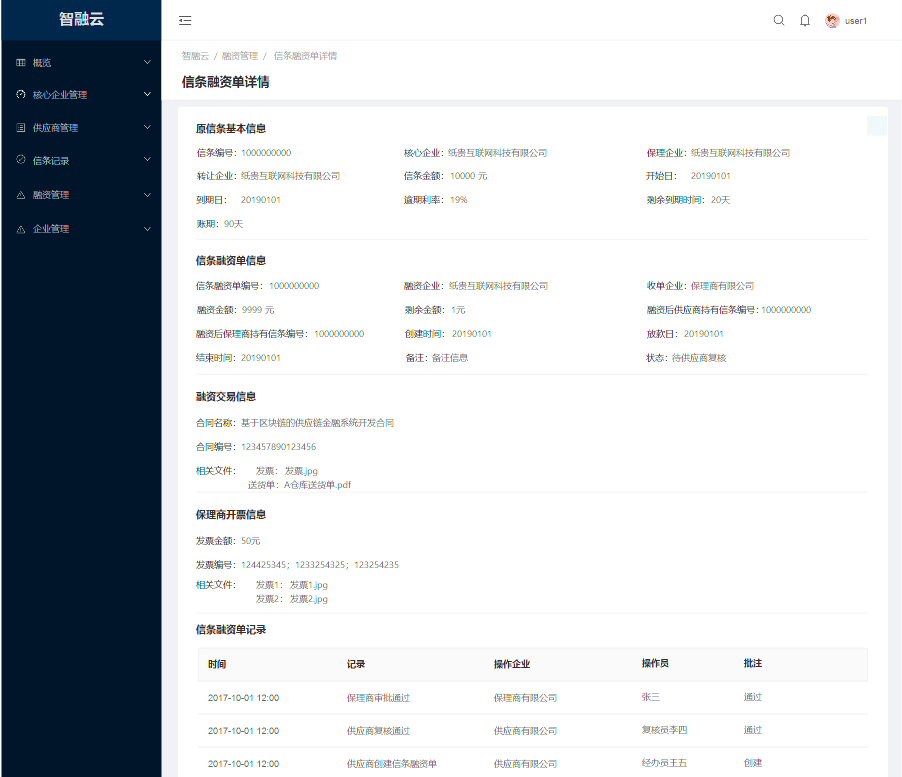 智融云
user1
概览
核心企业管理
供应商管理
信条记录
融资管理
企业管理
智融云 / 融资管理 / 信条融资单详情
信条融资单详情
原信条基本信息
信条编号：1000000000 核心企业：纸贵互联网科技有限公司 保理企业：纸贵互联网科技有限公司
转让企业：纸贵互联网科技有限公司 信条金额：10000 元 开始日： 20190101
到期日： 20190101 逾期利率：19% 剩余到期时间：20天
账期：90天
信条融资单信息
信条融资单编号：1000000000 融资企业：纸贵互联网科技有限公司 收单企业：保理商有限公司
融资金额：9999 元 剩余金额：1元 融资后供应商持有信条编号：1000000000
融资后保理商持有信条编号：1000000000 创建时间：20190101 放款日：20190101
结束时间：20190101 备注：备注信息 状态：待供应商复核
融资交易信息
合同名称：基于区块链的供应链金融系统开发合同
合同编号：123457890123456
相关文件： 发票： 发票.jpg
送货单：A仓库送货单.pdf
保理商开票信息
发票金额：50元
发票编号：124425345；1233254325；123254235
相关文件： 发票1： 发票1.jpg
发票2： 发票2.jpg
信条融资单记录
时间 记录 操作企业 操作员 批注
2017-10-01 12:00 保理商审批通过 保理商有限公司 张三 通过
2017-10-01 12:00 供应商复核通过 供应商有限公司 复核员李四 通过
2017-10-01 12:00 供应商创建信条融资单 供应商有限公司 经办员王五 创建